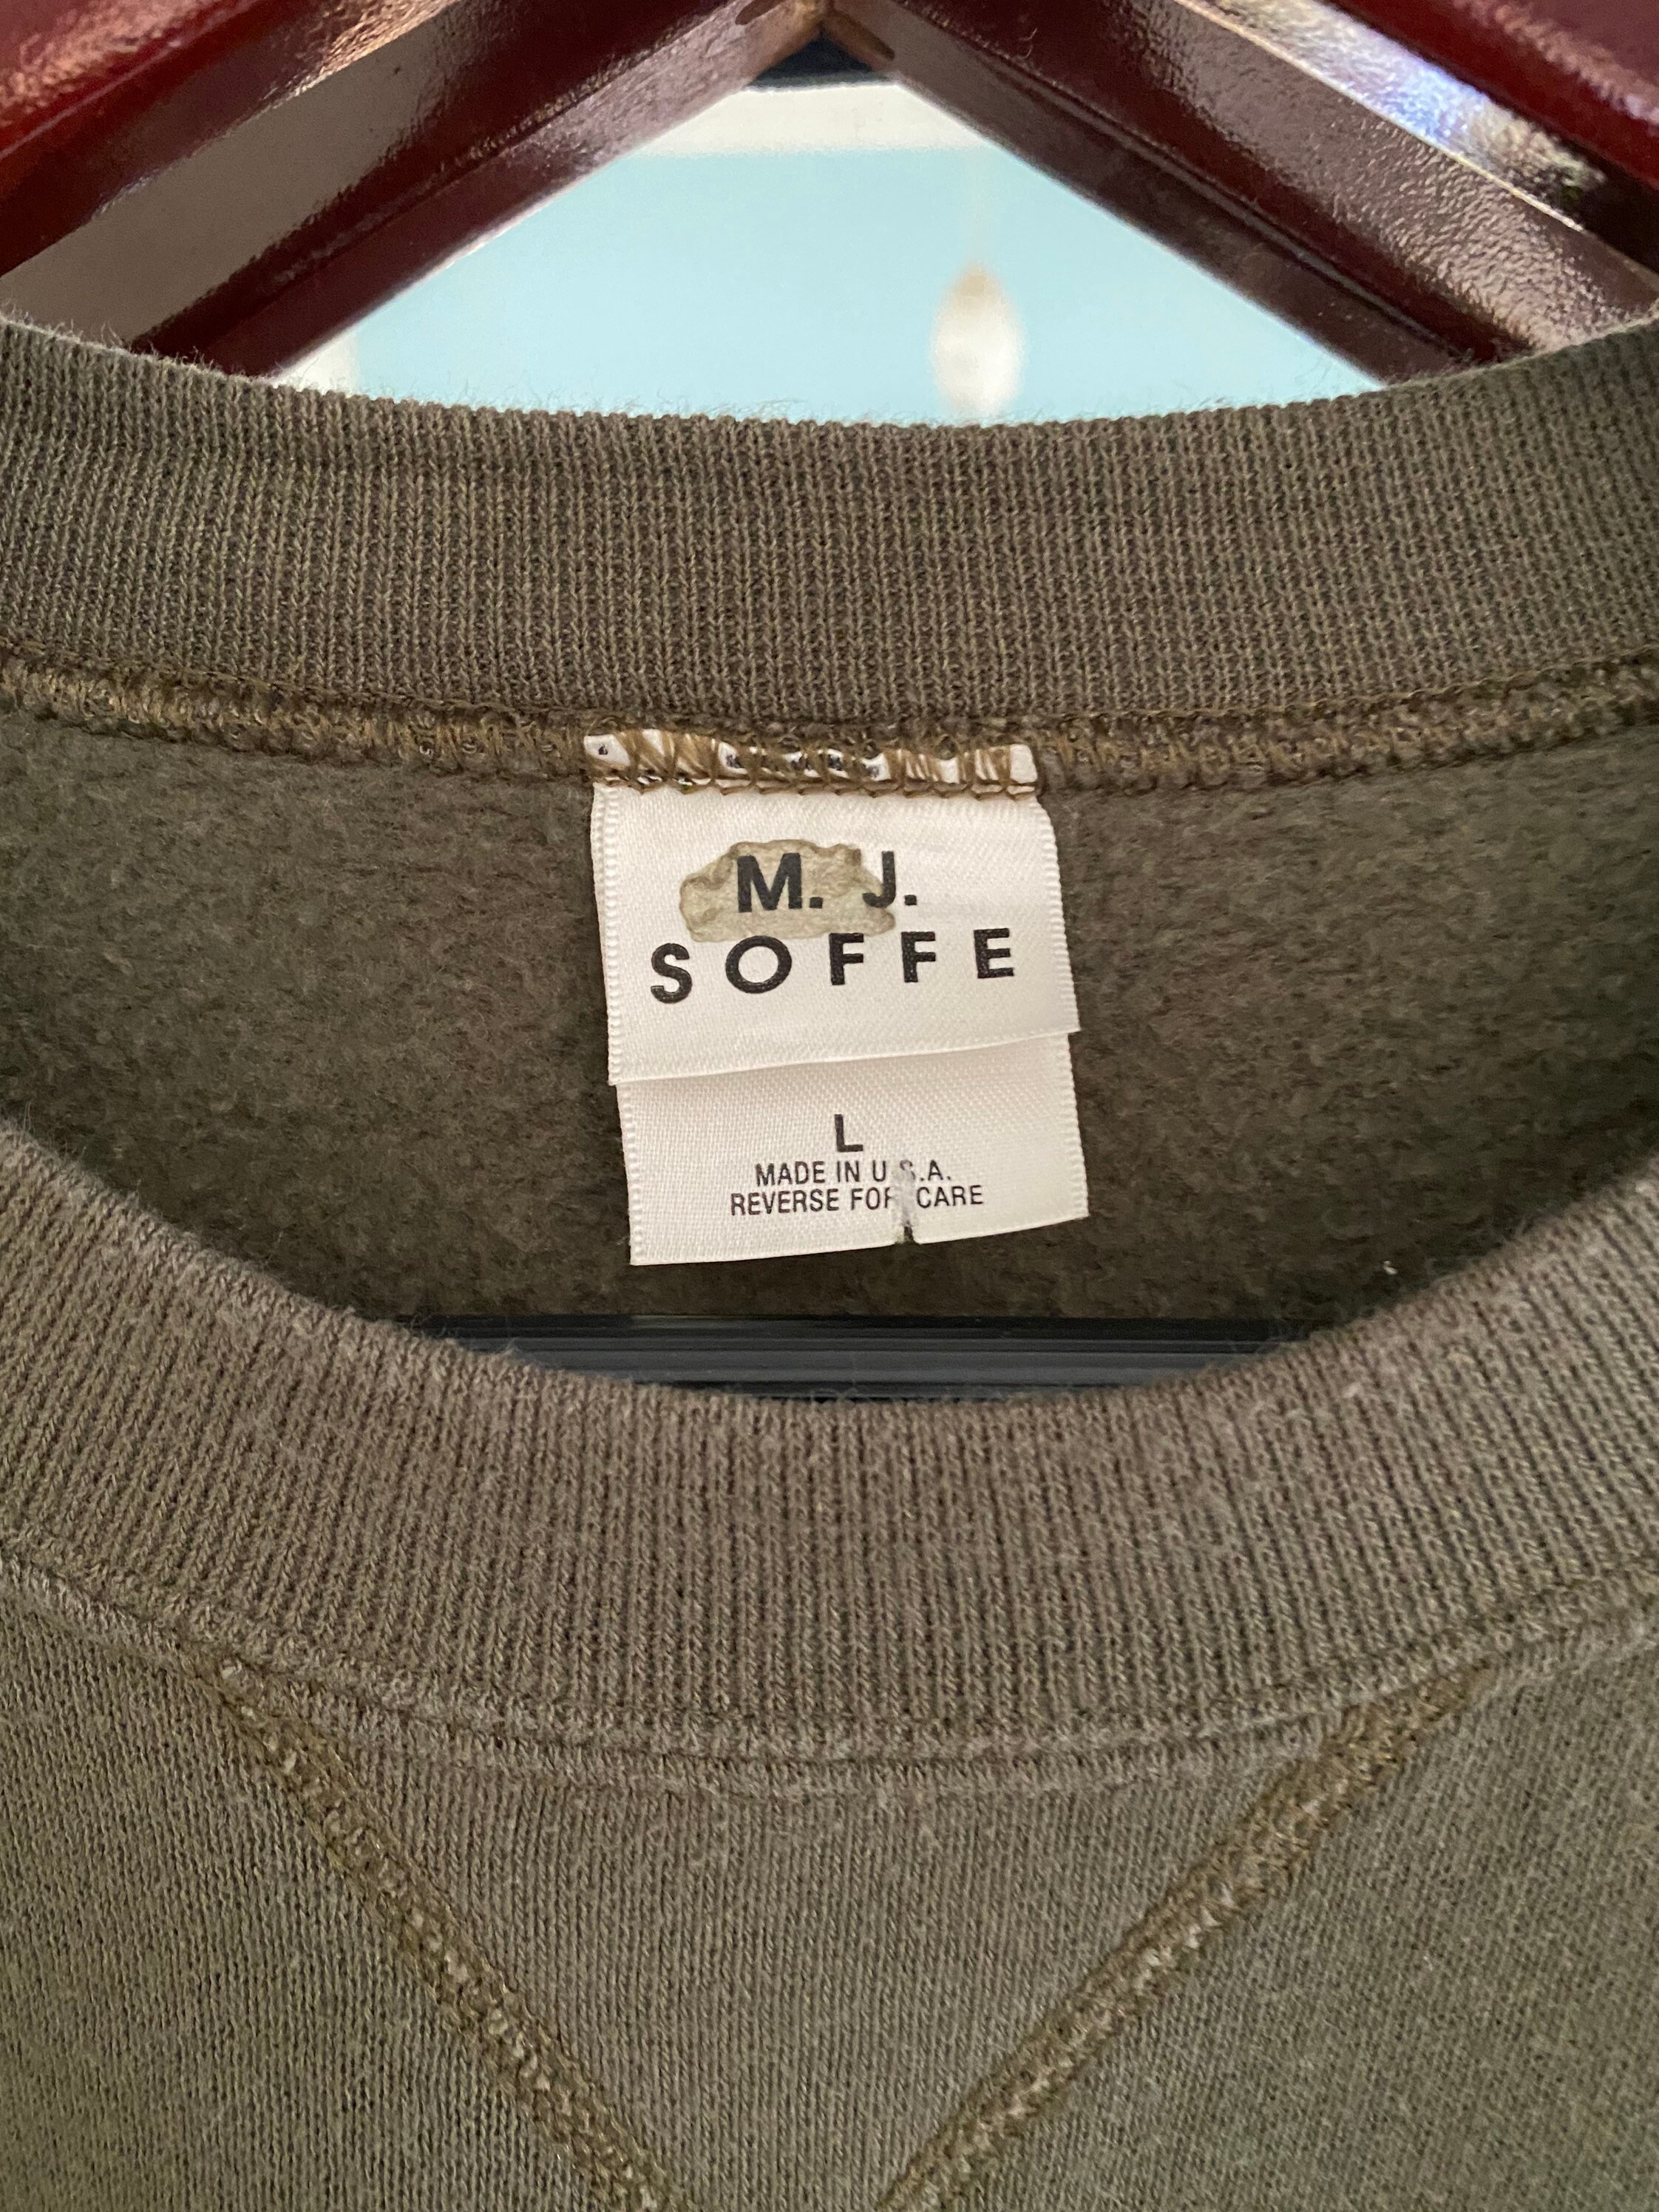 M. J.
SOFFE
L
MADE IN U.S.A.
REVERSE FOR CARE